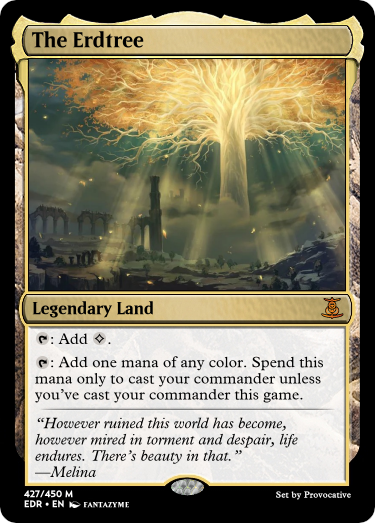 The Erdtree
Legendary Land
: Add .
: Add one mana of any color. Spend this
mana only to cast your commander unless
you've cast your commander this game.
“However ruined this world has become,
however mired in torment and despair, life
endures. There's beauty in that.”
—Melina
427/450 M
EDR • EN FANTAZYME
Set by Provocative